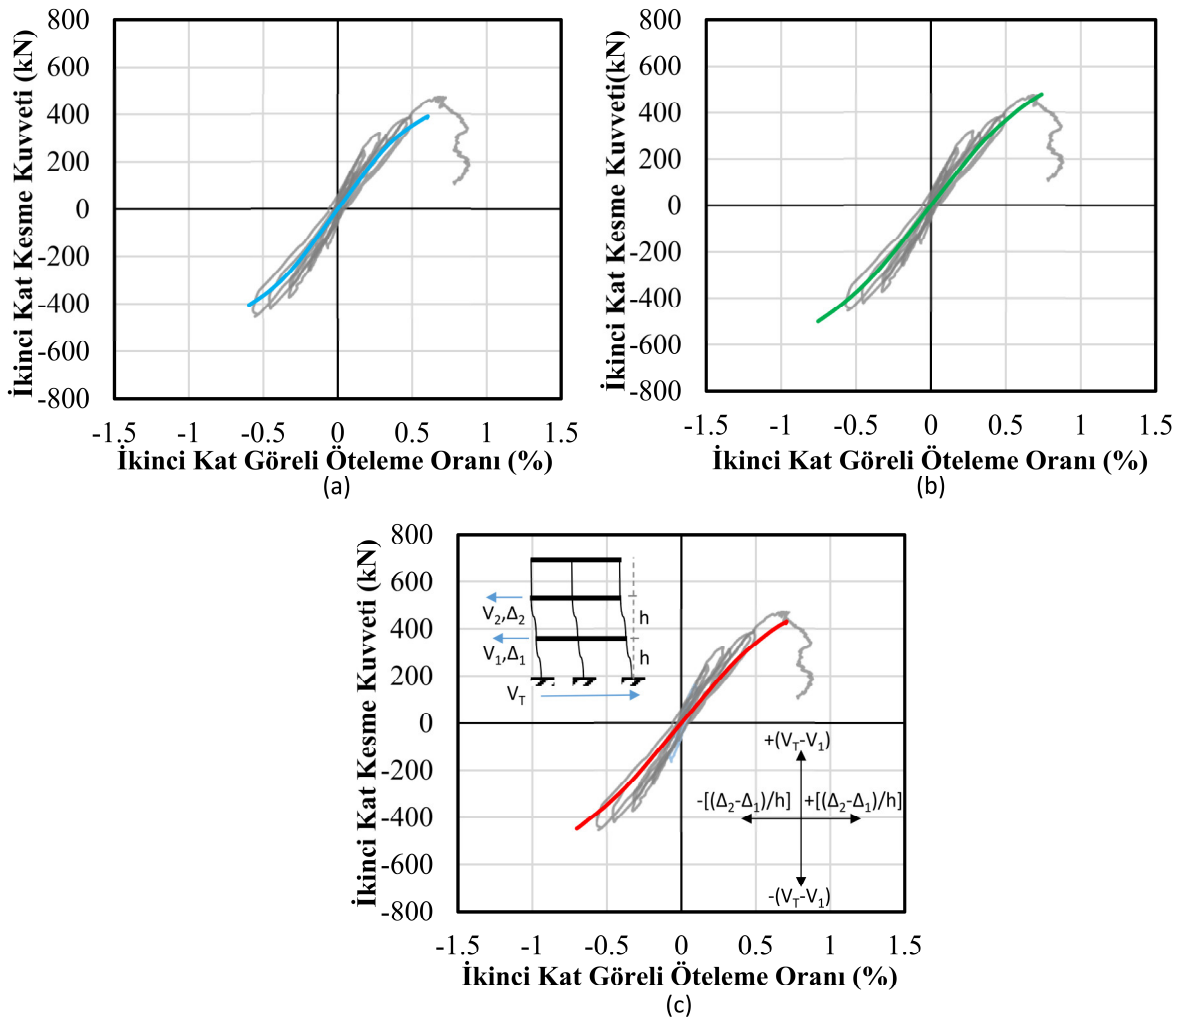 İkinci Kat Kesme Kuvveti (kN)
800
600
400
200
0
-200
-400
-600
-800
-1.5 -1 -0.5 0 0.5 1 1.5
İkinci Kat Göreli Öteleme Oranı (%)
(a)
İkinci Kat Kesme Kuvveti(kN)
800
600
400
200
0
-200
-400
-600
-800
-1.5 -1 -0.5 0 0.5 1 1.5
İkinci Kat Göreli Öteleme Oranı (%)
(b)
İkinci Kat Kesme Kuvveti (kN)
800
600
400
200
0
-200
-400
-600
-800
V₂,Δ₂
h
V₁,Δ₁
h
V_T
+(V_T-V₁)
-[(Δ₂-Δ₁)/h] +[(Δ₂-Δ₁)/h]
-(V_T-V₁)
-1.5 -1 -0.5 0 0.5 1 1.5
İkinci Kat Göreli Öteleme Oranı (%)
(c)